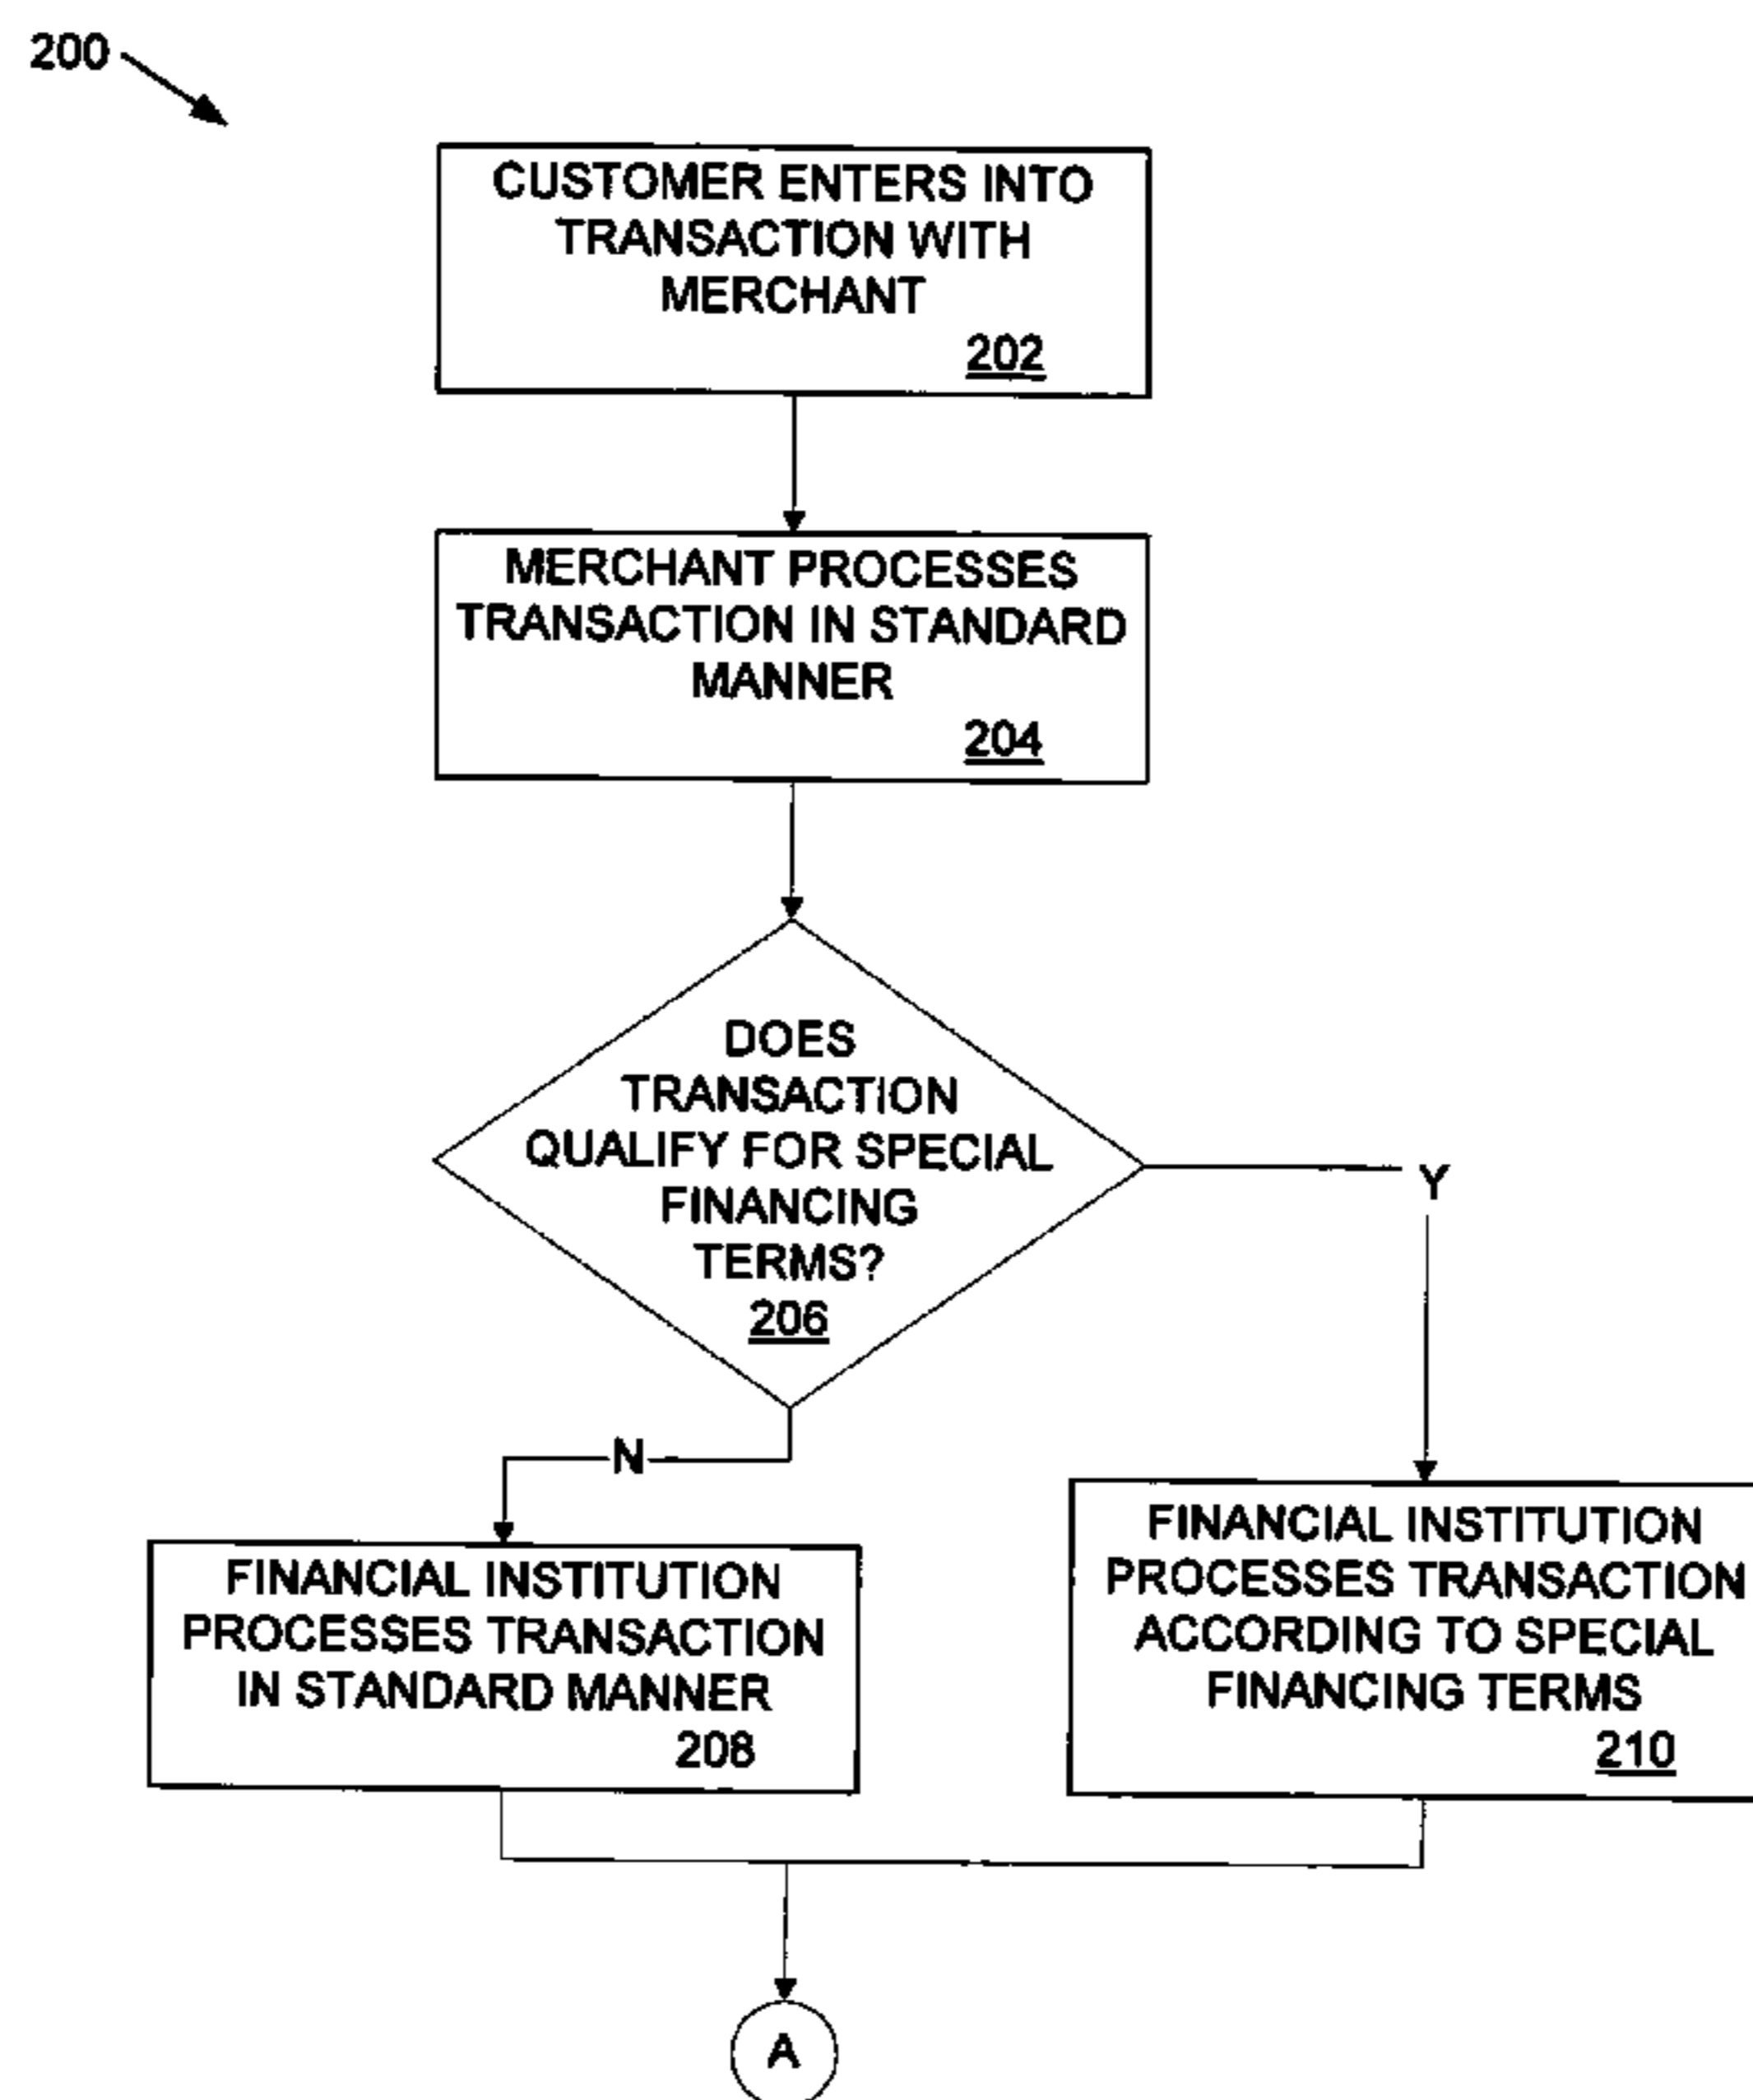 200
CUSTOMER ENTERS INTO
TRANSACTION WITH
MERCHANT
202
MERCHANT PROCESSES
TRANSACTION IN STANDARD
MANNER
204
DOES
TRANSACTION
QUALIFY FOR SPECIAL
FINANCING
TERMS?
206
Y
N
FINANCIAL INSTITUTION
PROCESSES TRANSACTION
IN STANDARD MANNER
208
FINANCIAL INSTITUTION
PROCESSES TRANSACTION
ACCORDING TO SPECIAL
FINANCING TERMS
210
A